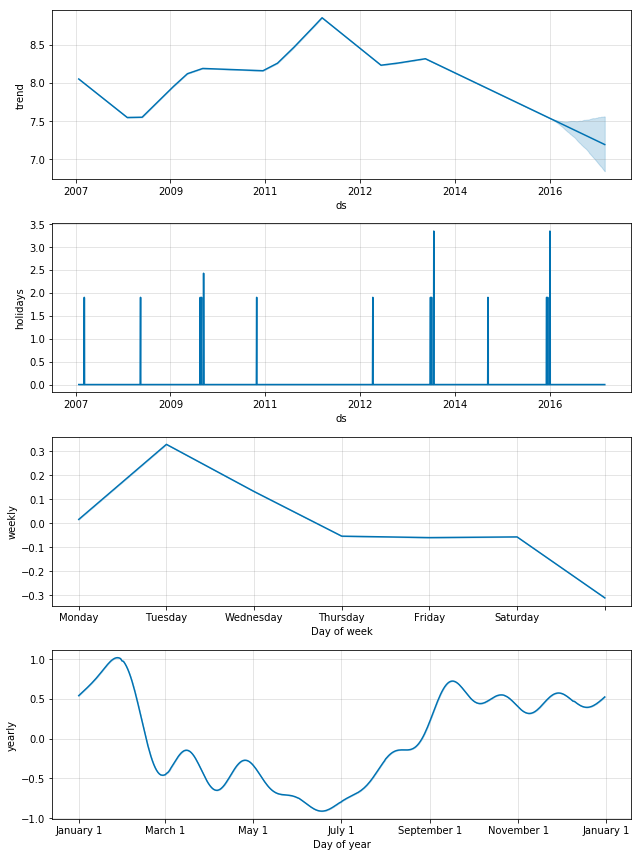 8.5
8.0
7.5
7.0
trend
2007 2009 2011 2012 2014 2016
ds
3.5
3.0
2.5
2.0
1.5
1.0
0.5
0.0
holidays
2007 2009 2011 2012 2014 2016
ds
0.3
0.2
0.1
0.0
−0.1
−0.2
−0.3
weekly
Monday Tuesday Wednesday Thursday Friday Saturday
Day of week
1.0
0.5
0.0
−0.5
−1.0
yearly
January 1 March 1 May 1 July 1 September 1 November 1 January 1
Day of year